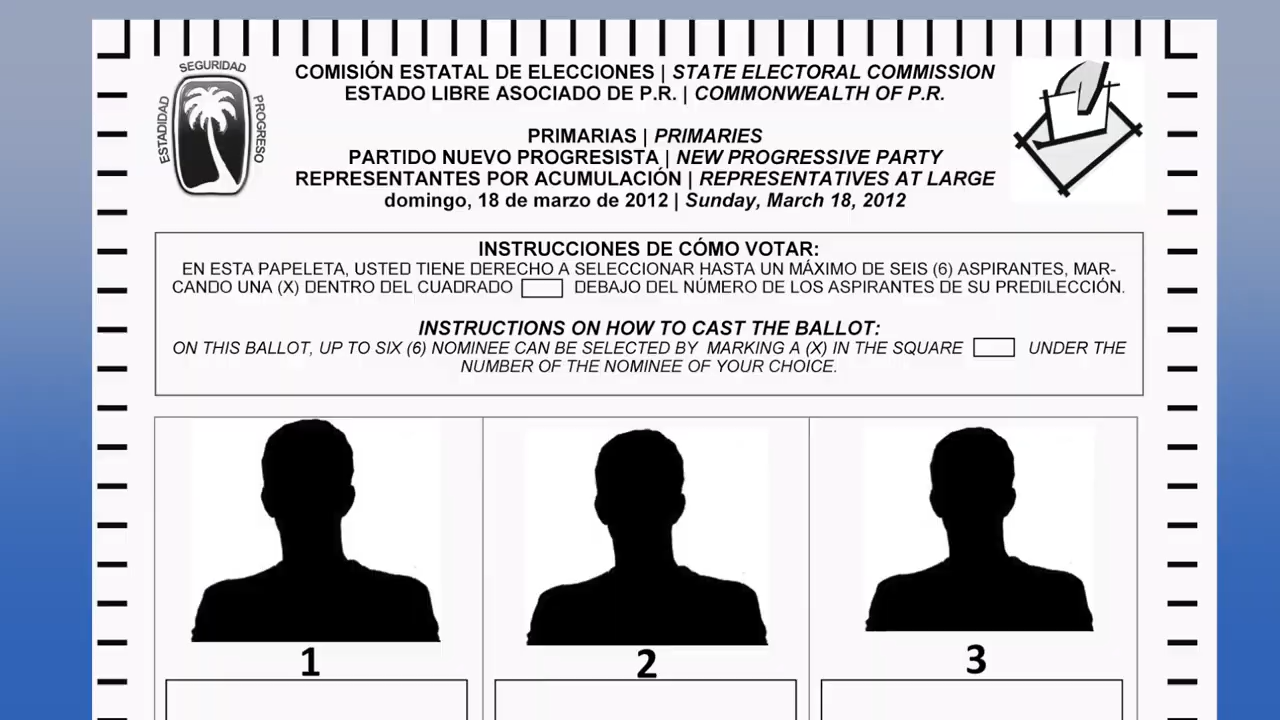 SEGURIDAD
ESTADIDAD
PROGRESO
COMISIÓN ESTATAL DE ELECCIONES | STATE ELECTORAL COMMISSION
ESTADO LIBRE ASOCIADO DE P.R. | COMMONWEALTH OF P.R.
PRIMARIAS | PRIMARIES
PARTIDO NUEVO PROGRESISTA | NEW PROGRESSIVE PARTY
REPRESENTANTES POR ACUMULACIÓN | REPRESENTATIVES AT LARGE
domingo, 18 de marzo de 2012 | Sunday, March 18, 2012
INSTRUCCIONES DE CÓMO VOTAR:
EN ESTA PAPELETA, USTED TIENE DERECHO A SELECCIONAR HASTA UN MÁXIMO DE SEIS (6) ASPIRANTES, MAR-
CANDO UNA (X) DENTRO DEL CUADRADO DEBAJO DEL NÚMERO DE LOS ASPIRANTES DE SU PREDILECCIÓN.
INSTRUCTIONS ON HOW TO CAST THE BALLOT:
ON THIS BALLOT, UP TO SIX (6) NOMINEE CAN BE SELECTED BY MARKING A (X) IN THE SQUARE UNDER THE
NUMBER OF THE NOMINEE OF YOUR CHOICE.
1
2
3